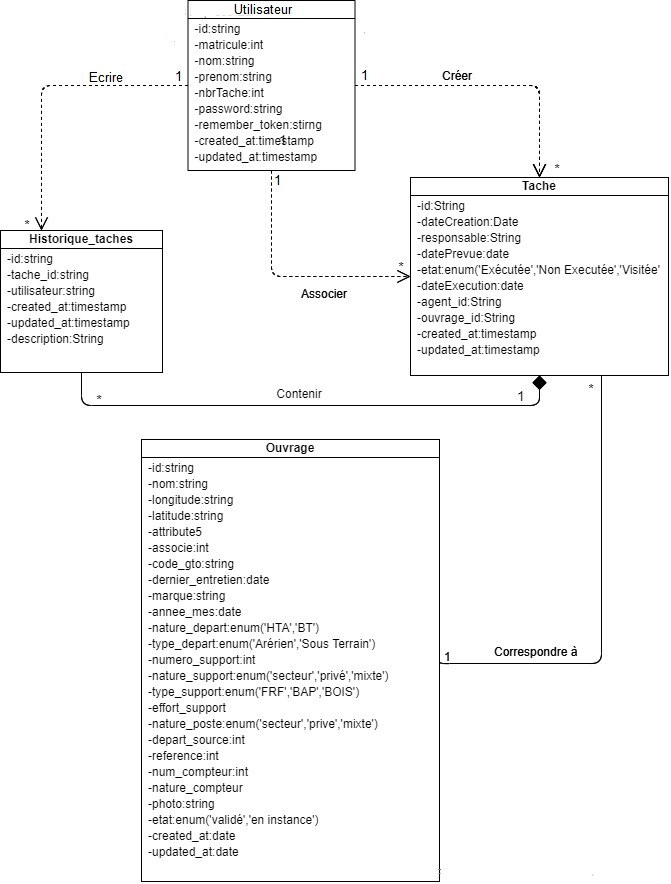 Utilisateur
-id:string
-matricule:int
-nom:string
-prenom:string
-nbrTache:int
-password:string
-remember_token:stirng
-created_at:timestamp
-updated_at:timestamp
Ecrire
1
1
Créer
*
1
*
Historique_taches
-id:string
-tache_id:string
-utilisateur:string
-created_at:timestamp
-updated_at:timestamp
-description:String
*
Associer
Tache
-id:String
-dateCreation:Date
-responsable:String
-datePrevue:date
-etat:enum('Exécutée','Non Executée','Visitée'
-dateExecution:date
-agent_id:String
-ouvrage_id:String
-created_at:timestamp
-updated_at:timestamp
*
Contenir
1
*
Ouvrage
-id:string
-nom:string
-longitude:string
-latitude:string
-attribute5
-associe:int
-code_gto:string
-dernier_entretien:date
-marque:string
-annee_mes:date
-nature_depart:enum('HTA','BT')
-type_depart:enum('Arérien','Sous Terrain')
-numero_support:int
-nature_support:enum('secteur','privé','mixte')
-type_support:enum('FRF','BAP','BOIS')
-effort_support
-nature_poste:enum('secteur','prive','mixte')
-depart_source:int
-reference:int
-num_compteur:int
-nature_compteur
-photo:string
-etat:enum('validé','en instance')
-created_at:date
-updated_at:date
1
Correspondre à